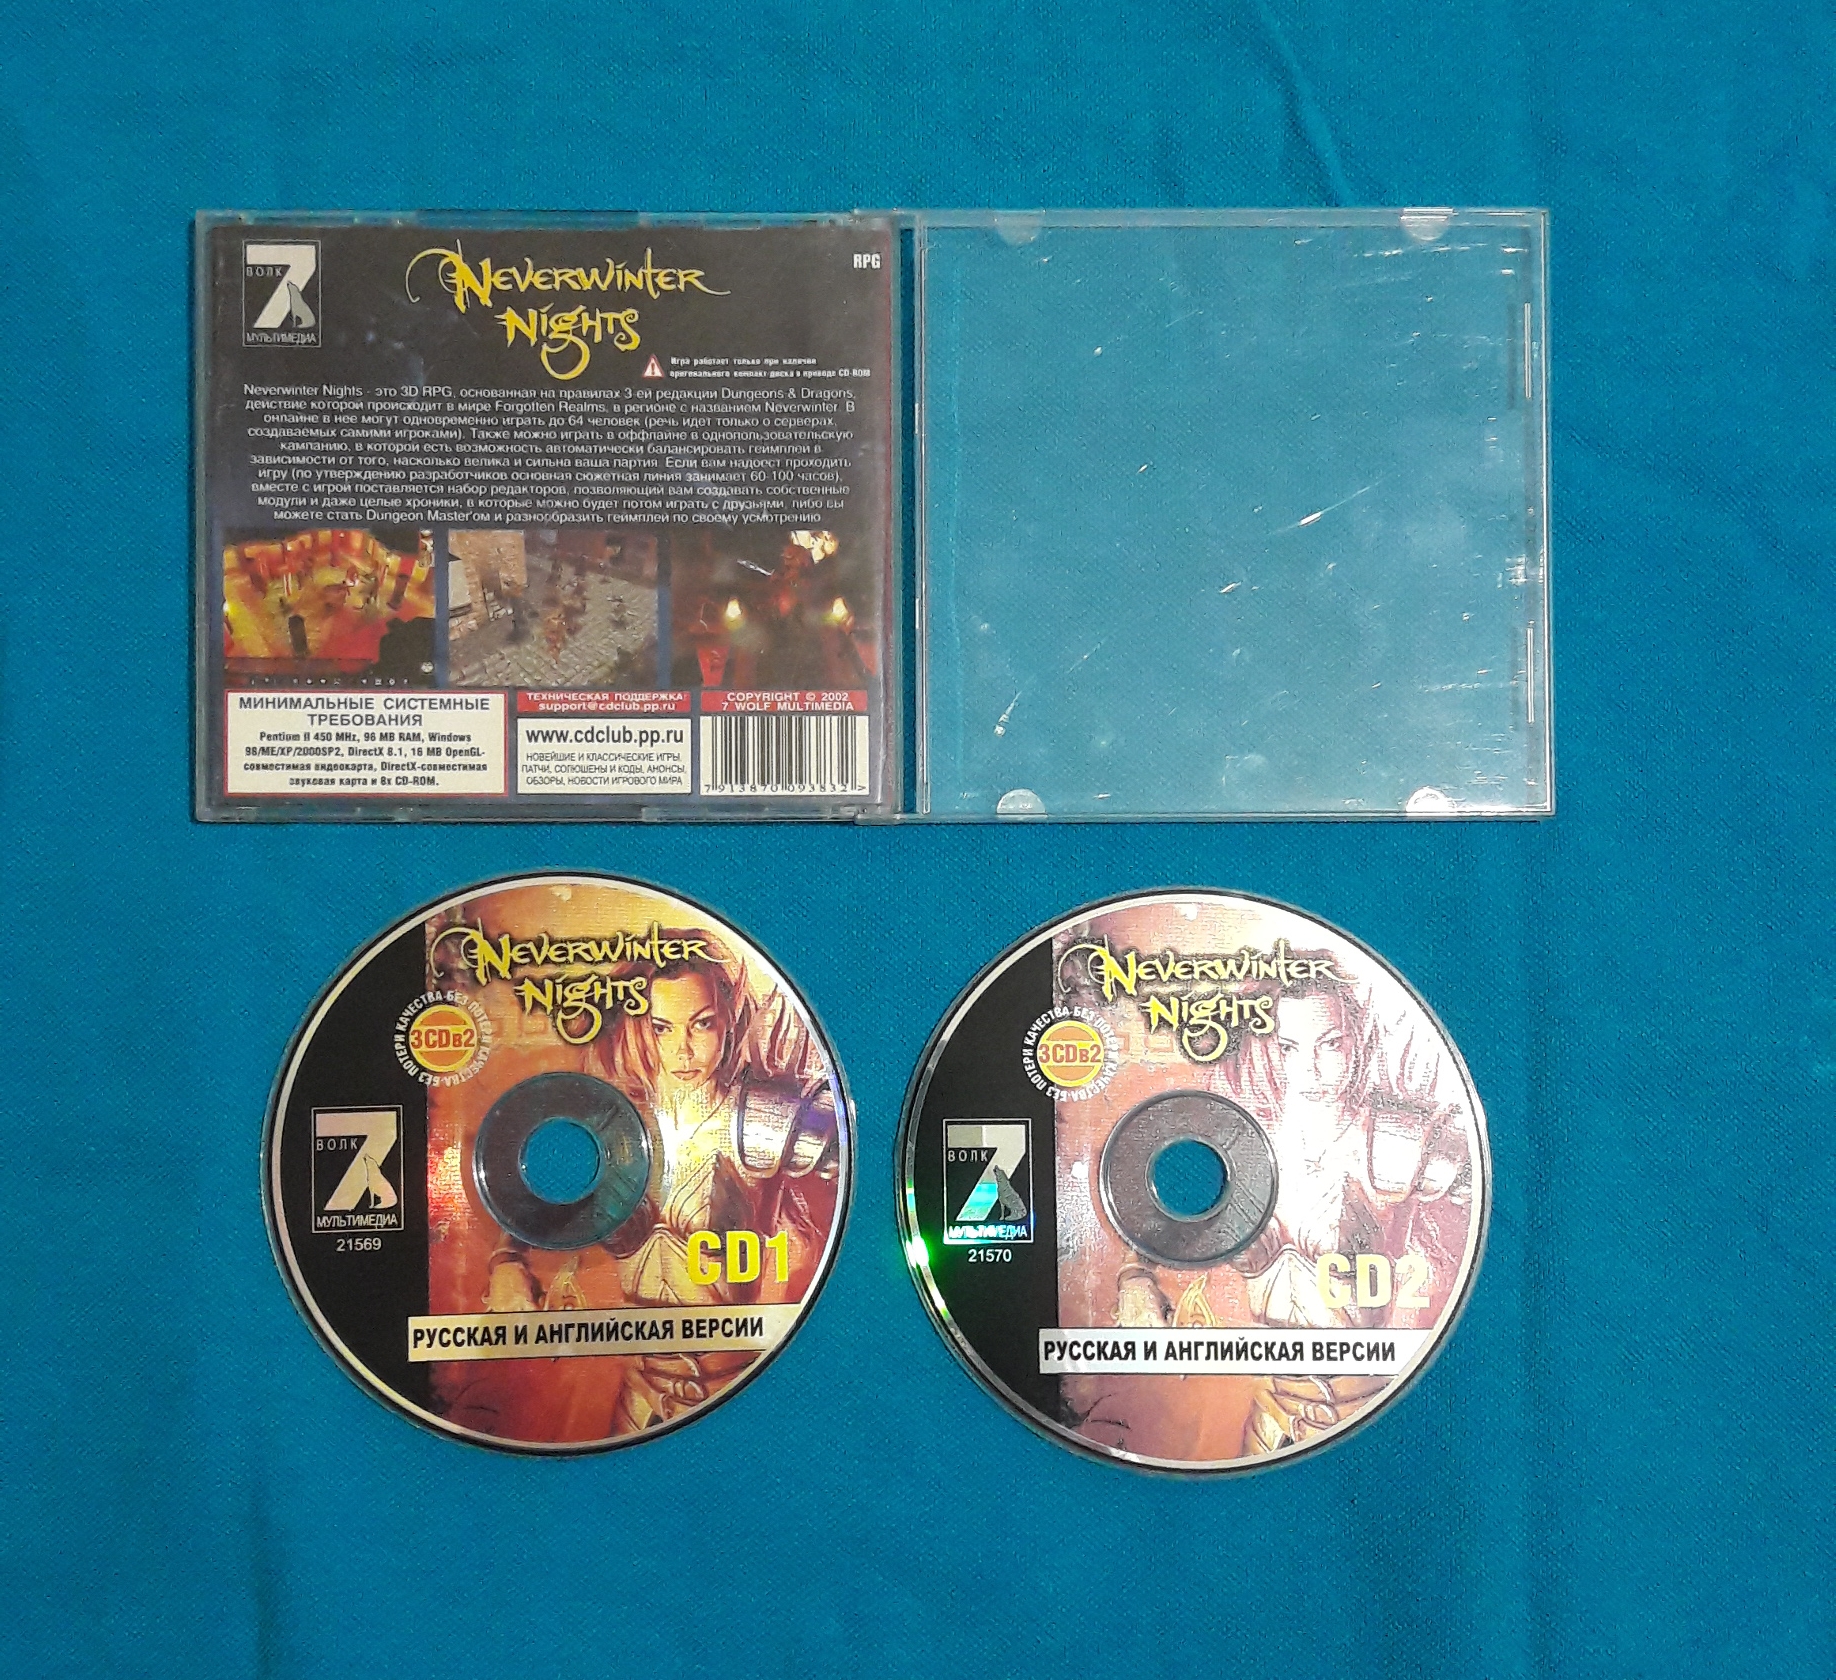 7
ВОЛК
МУЛЬТИМЕДИА
NEVERWINTER
NIGHTS
RPG
Игра работает только при наличии
оригинального компакт-диска в приводе CD-ROM
Neverwinter Nights - это 3D RPG, основанная на правилах 3-ей редакции Dungeons & Dragons,
действие которой происходит в мире Forgotten Realms, в регионе с названием Neverwinter. В
онлайне в нее могут одновременно играть до 64 человек (речь идет только о серверах,
создаваемых самими игроками). Также можно играть в оффлайне в однопользовательскую
кампанию, в которой есть возможность автоматически балансировать геймплей в
зависимости от того, насколько велика и сильна ваша партия. Если вам надоест проходить
игру (по утверждению разработчиков основная сюжетная линия занимает 60-100 часов),
вместе с игрой поставляется набор редакторов, позволяющий вам создавать собственные
модули и даже целые хроники, в которые можно будет потом играть с друзьями, либо вы
можете стать Dungeon Master'ом и разнообразить геймплей по своему усмотрению
МИНИМАЛЬНЫЕ СИСТЕМНЫЕ
ТРЕБОВАНИЯ
Pentium II 450 MHz, 96 MB RAM, Windows
98/ME/XP/2000SP2, DirectX 8.1, 16 MB OpenGL-
совместимая видеокарта, DirectX-совместимая
звуковая карта и 8x CD-ROM.
ТЕХНИЧЕСКАЯ ПОДДЕРЖКА:
support@cdclub.pp.ru
www.cdclub.pp.ru
НОВЕЙШИЕ И КЛАССИЧЕСКИЕ ИГРЫ,
ПАТЧИ, СОЛЮШЕНЫ И КОДЫ, АНОНСЫ,
ОБЗОРЫ, НОВОСТИ ИГРОВОГО МИРА
COPYRIGHT © 2002
7 WOLF MULTIMEDIA
7 913870 093832 >
NEVERWINTER
NIGHTS
БЕЗ ПОТЕРИ КАЧЕСТВА·БЕЗ ПОТЕРИ КАЧЕСТВА·
3CDв2
7
ВОЛК
МУЛЬТИМЕДИА
21569
CD1
РУССКАЯ И АНГЛИЙСКАЯ ВЕРСИИ
NEVERWINTER
NIGHTS
БЕЗ ПОТЕРИ КАЧЕСТВА·БЕЗ ПОТЕРИ КАЧЕСТВА·
3CDв2
7
ВОЛК
МУЛЬТИМЕДИА
21570
CD2
РУССКАЯ И АНГЛИЙСКАЯ ВЕРСИИ